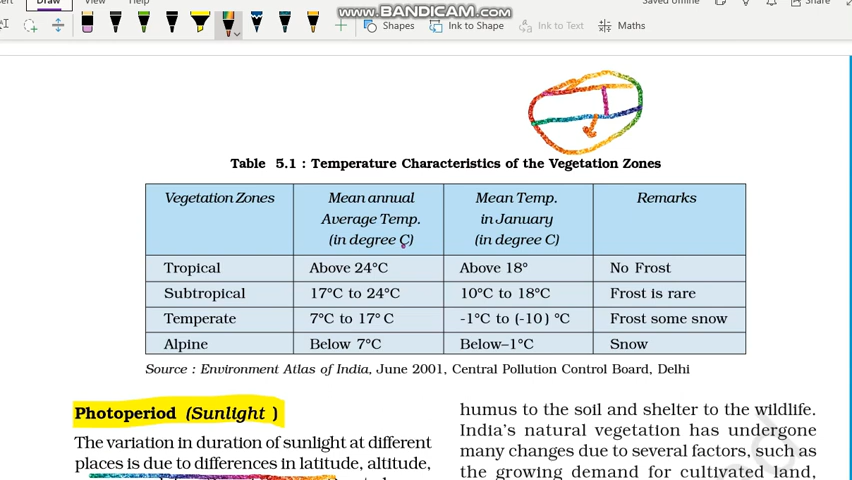 Draw
View
Help
Saved offline
Share
www.BANDICAM.com
Shapes
Ink to Shape
Ink to Text
Maths
Table 5.1 : Temperature Characteristics of the Vegetation Zones
Vegetation Zones
Mean annual
Average Temp.
(in degree C)
Mean Temp.
in January
(in degree C)
Remarks
Tropical Above 24°C Above 18° No Frost
Subtropical 17°C to 24°C 10°C to 18°C Frost is rare
Temperate 7°C to 17° C -1°C to (-10) °C Frost some snow
Alpine Below 7°C Below–1°C Snow
Source : Environment Atlas of India, June 2001, Central Pollution Control Board, Delhi
Photoperiod (Sunlight )
The variation in duration of sunlight at different
places is due to differences in latitude, altitude,
humus to the soil and shelter to the wildlife.
India's natural vegetation has undergone
many changes due to several factors, such as
the growing demand for cultivated land,